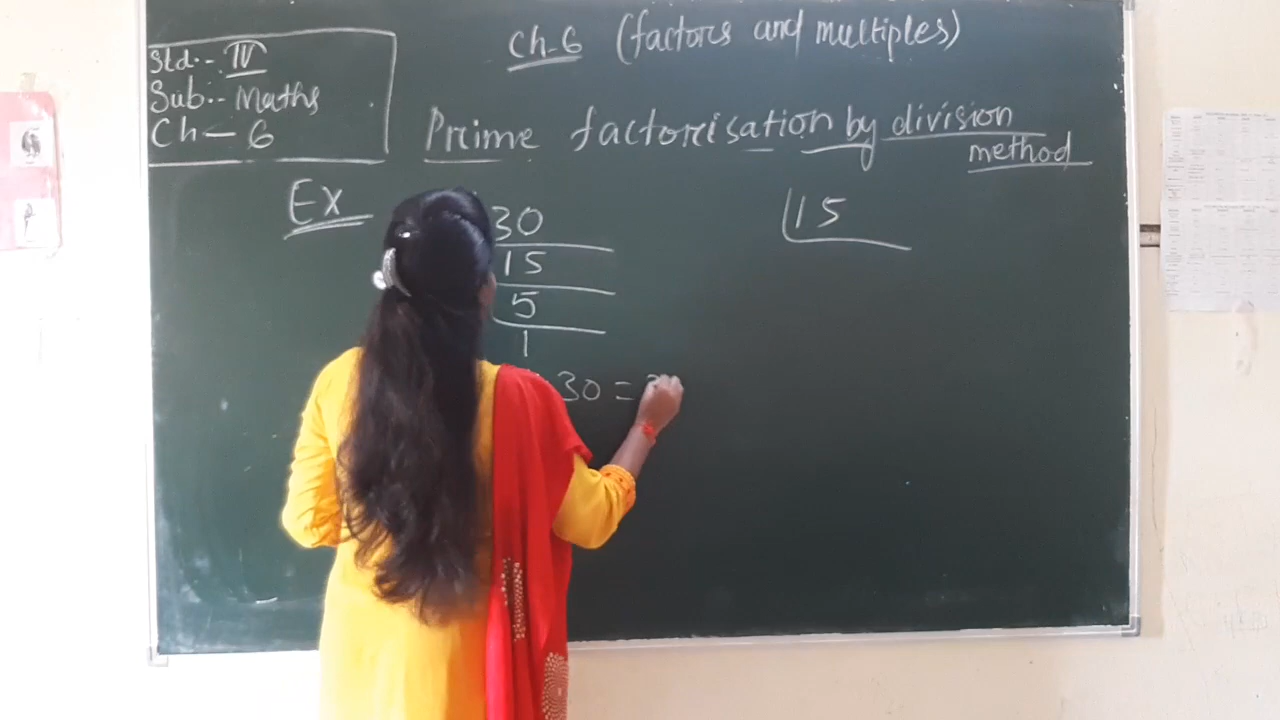 Std.- IV
Sub:- Maths
Ch - 6
Ch-6 (factors and multiples)
Prime factorisation by division
method
Ex
30
15
5
1
30 =
15